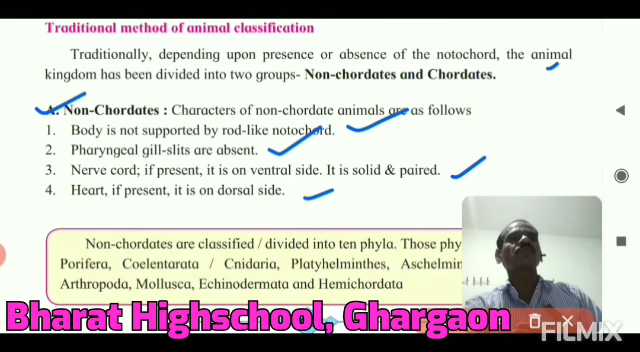 Traditional method of animal classification
Traditionally, depending upon presence or absence of the notochord, the animal
kingdom has been divided into two groups- Non-chordates and Chordates.
A. Non-Chordates : Characters of non-chordate animals are as follows
1. Body is not supported by rod-like notochord.
2. Pharyngeal gill-slits are absent.
3. Nerve cord; if present, it is on ventral side. It is solid & paired.
4. Heart, if present, it is on dorsal side.
Non-chordates are classified / divided into ten phyla. Those phy
Porifera, Coelentarata / Cnidaria, Platyhelminthes, Aschelmin
Arthropoda, Mollusca, Echinodermata and Hemichordata
Bharat Highschool, Ghargaon
FILMIX